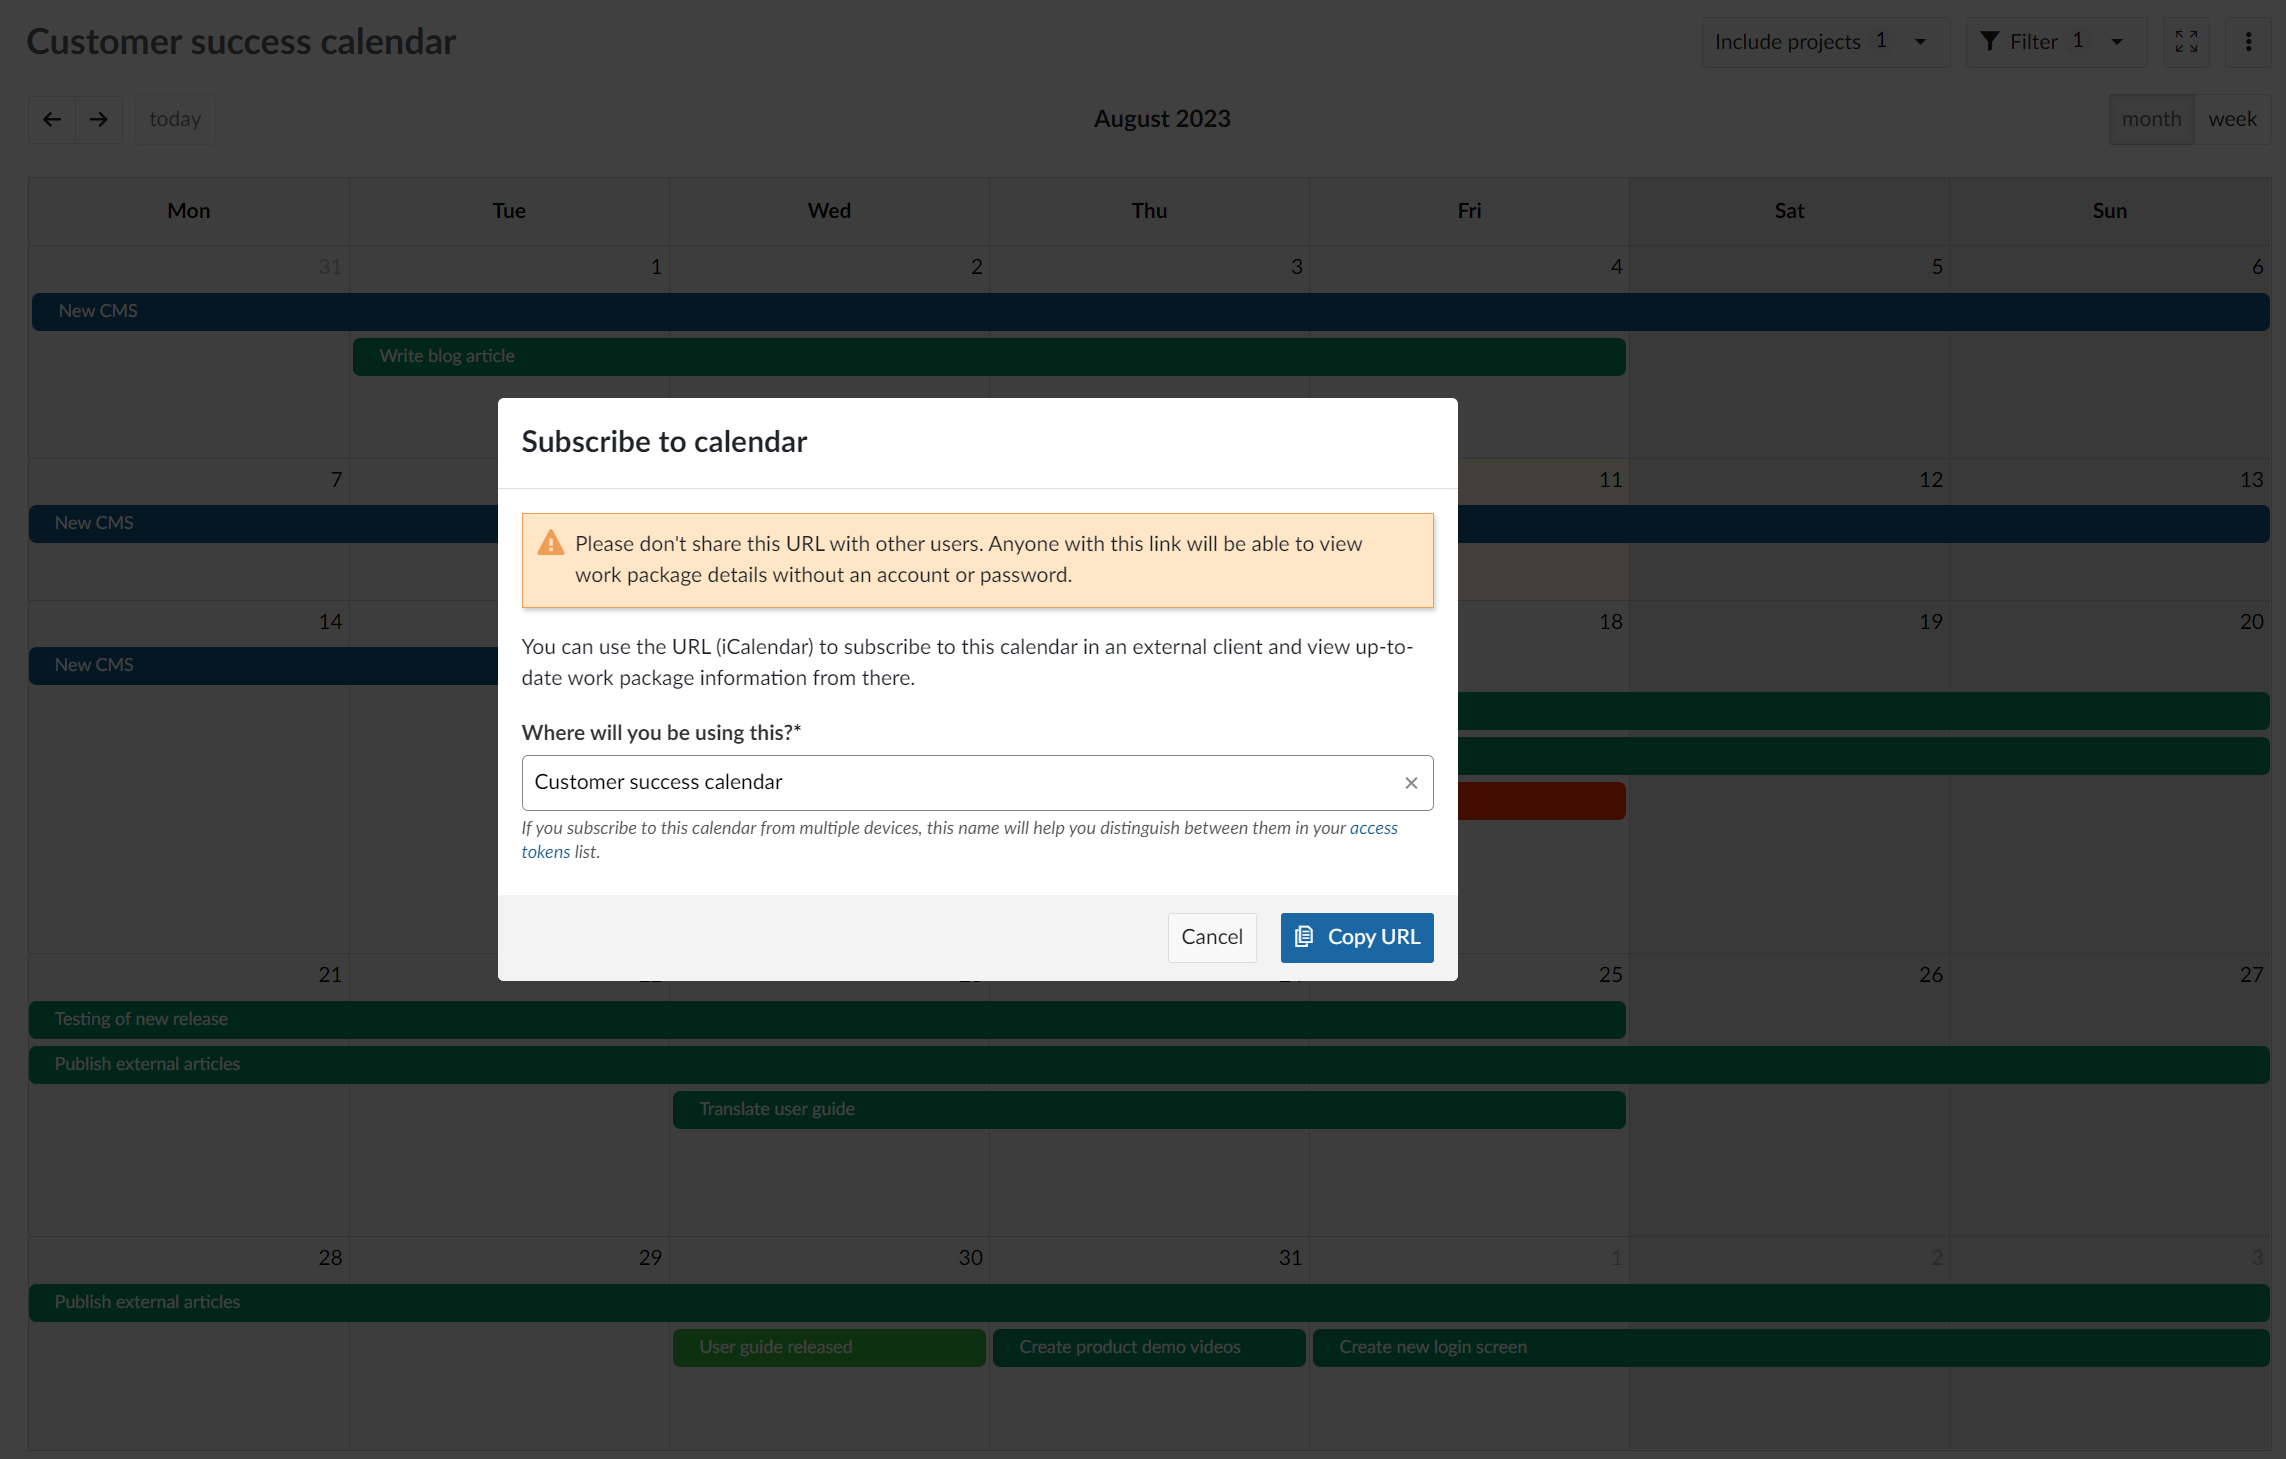 Customer success calendar
Include projects 1
Filter 1
today
August 2023
month week
Mon Tue Wed Thu Fri Sat Sun
31 1 2 3 4 5 6
New CMS
Write blog article
Subscribe to calendar
7 11 12 13
New CMS
Please don't share this URL with other users. Anyone with this link will be able to view
work package details without an account or password.
14 18 19 20
New CMS
You can use the URL (iCalendar) to subscribe to this calendar in an external client and view up-to-
date work package information from there.
Where will you be using this?*
Customer success calendar
If you subscribe to this calendar from multiple devices, this name will help you distinguish between them in your access
tokens list.
Cancel Copy URL
21 25 26 27
Testing of new release
Publish external articles
Translate user guide
28 29 30 31 1 2 3
Publish external articles
User guide released Create product demo videos Create new login screen